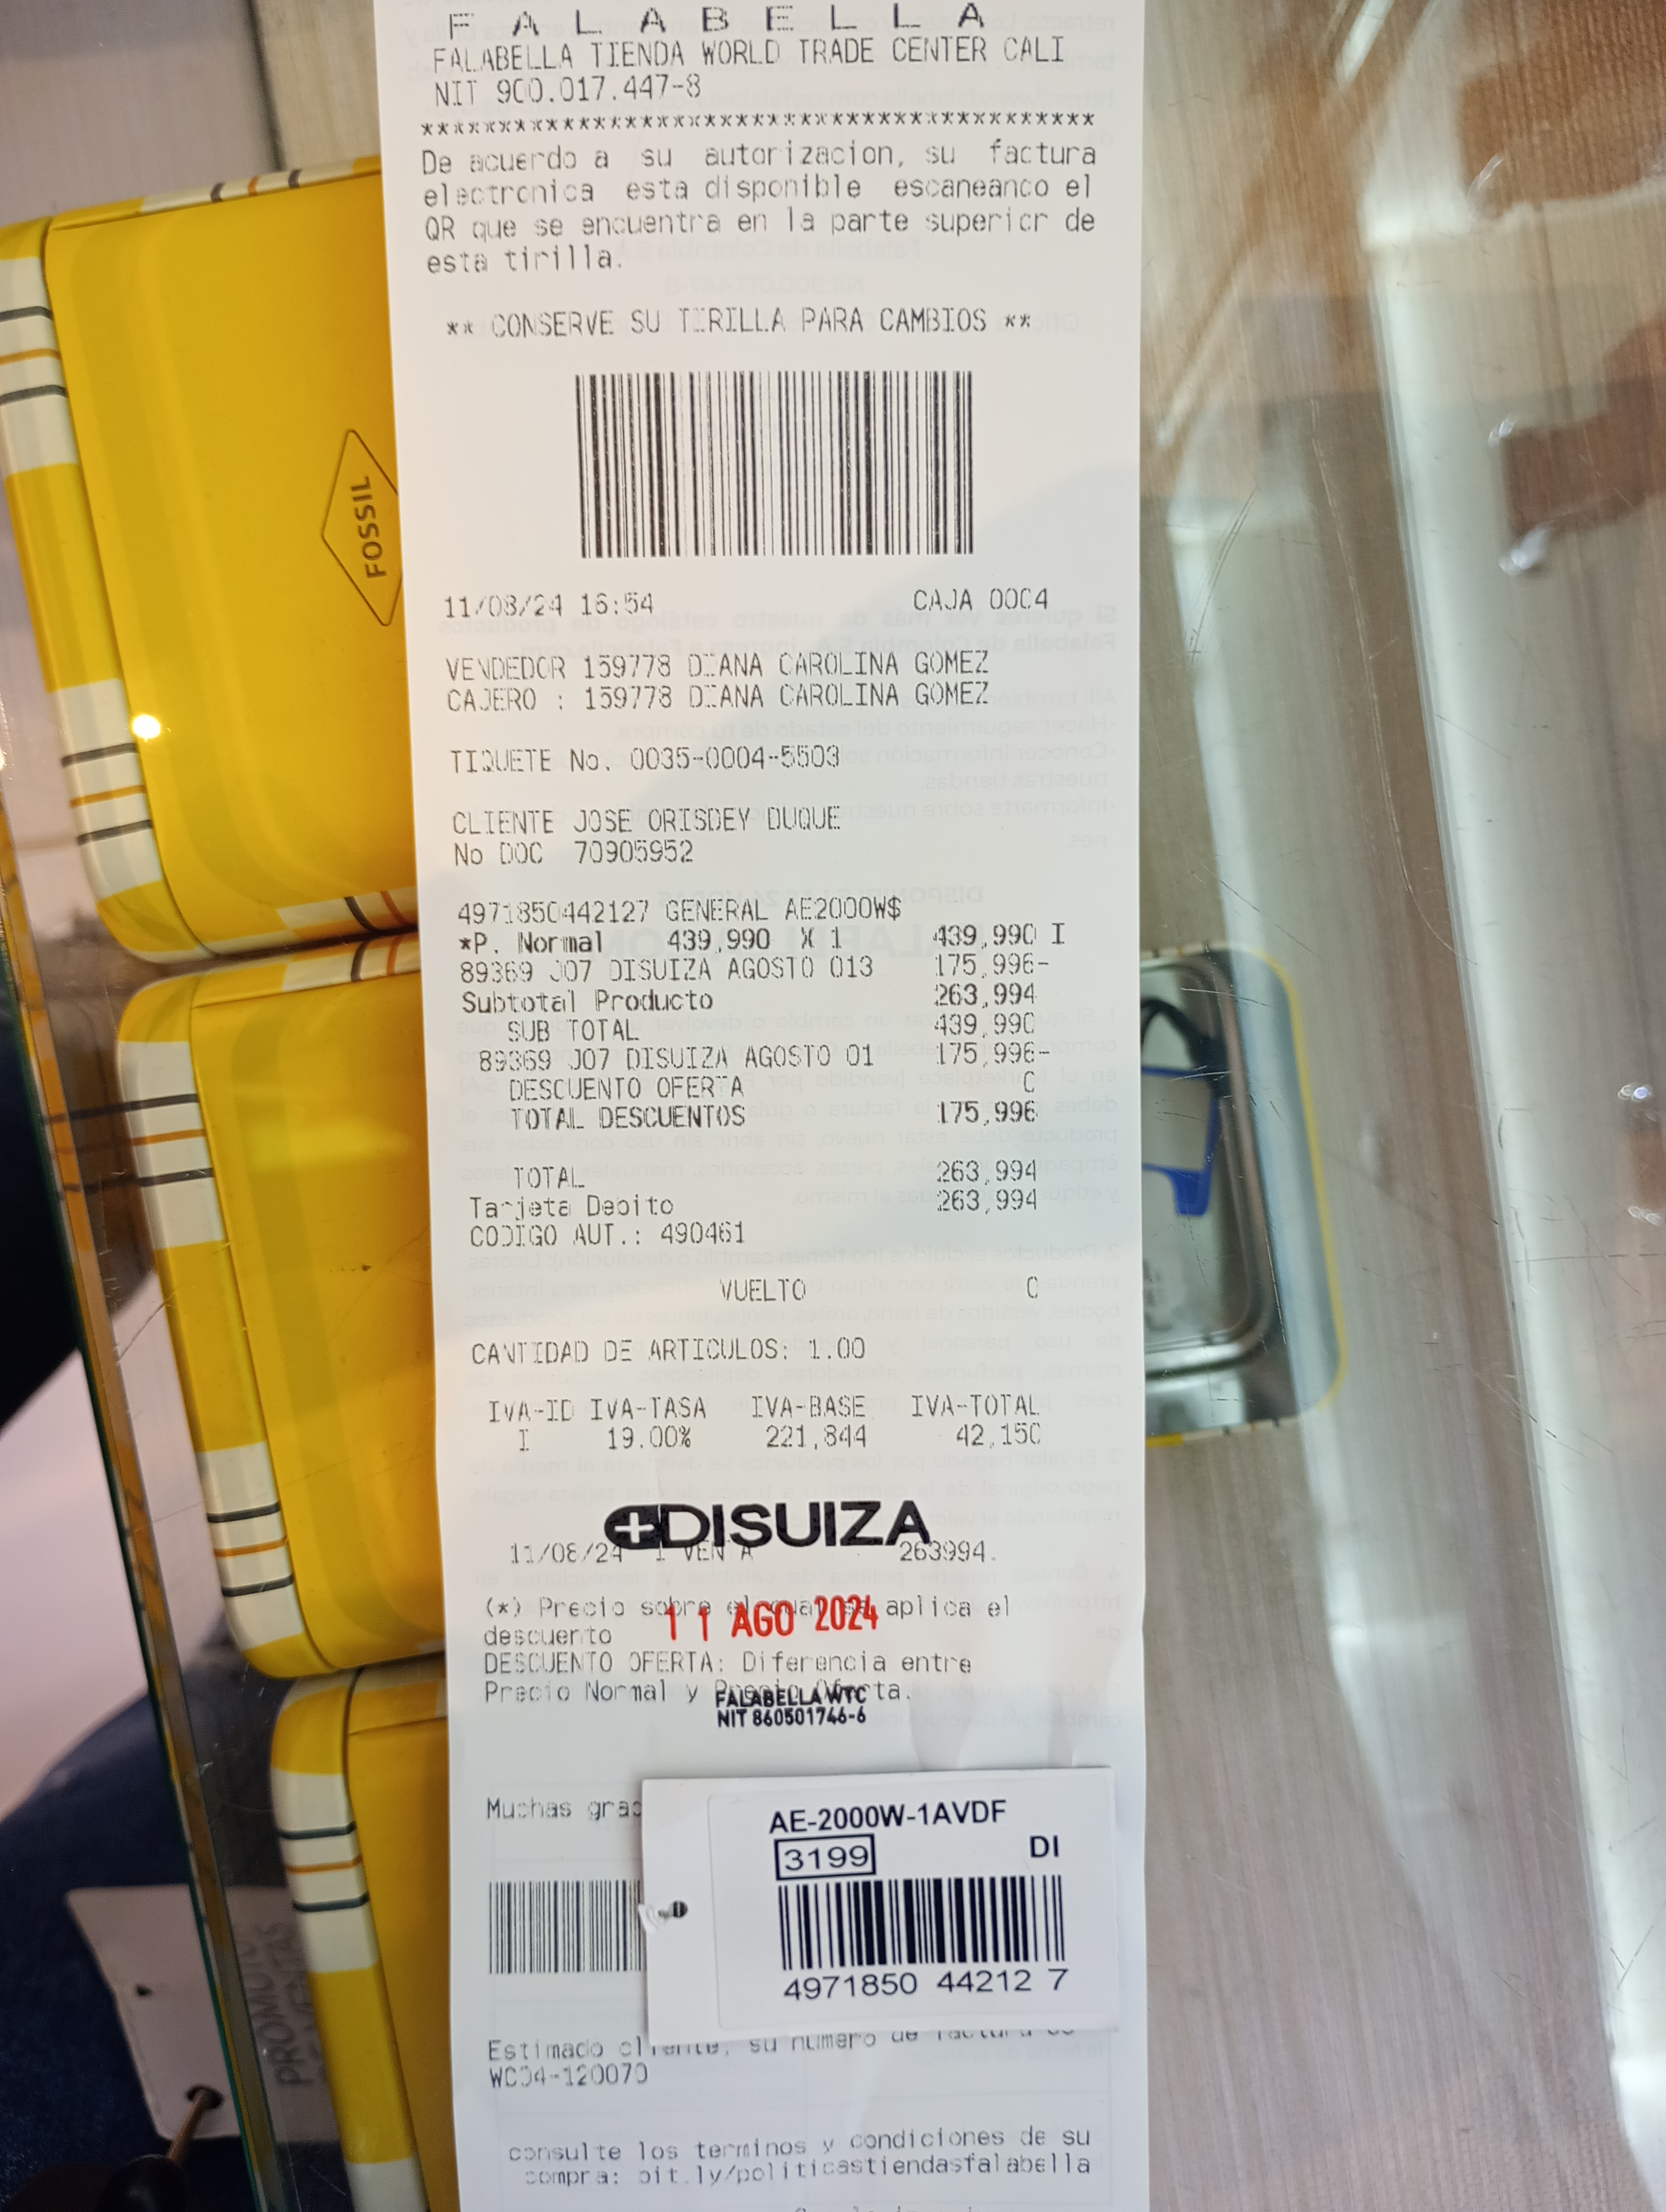 F A L A B E L L A
FALABELLA TIENDA WORLD TRADE CENTER CALI
NIT 900.017.447-8
*******************************************
De acuerdo a su autorizacion, su factura
electronica esta disponible escaneando el
QR que se encuentra en la parte superior de
esta tirilla.
** CONSERVE SU TIRILLA PARA CAMBIOS **
FOSSIL
11/08/24 16:54 CAJA 0004
VENDEDOR 159778 DIANA CAROLINA GOMEZ
CAJERO : 159778 DIANA CAROLINA GOMEZ
TIQUETE No. 0035-0004-5503
CLIENTE JOSE ORISDEY DUQUE
No DOC 70905952
4971850442127 GENERAL AE2000W$
*P. Normal 439,990 X 1 439,990 I
89369 J07 DISUIZA AGOSTO 013 175,996-
Subtotal Producto 263,994
SUB TOTAL 439,990
89369 J07 DISUIZA AGOSTO 01 175,996-
DESCUENTO OFERTA 0
TOTAL DESCUENTOS 175,996
TOTAL 263,994
Tarjeta Debito 263,994
CODIGO AUT.: 490461
VUELTO 0
CANTIDAD DE ARTICULOS: 1.00
IVA-ID IVA-TASA IVA-BASE IVA-TOTAL
I 19.00% 221,844 42,150
DISUIZA
11/08/24 1 VENTA 263994.
(*) Precio sobre el cual se aplica el
11 AGO 2024
descuento
DESCUENTO OFERTA: Diferencia entre
Precio Normal y Precio Oferta.
FALABELLA WTC
NIT 860501746-6
Muchas
AE-2000W-1AVDF
3199 DI
4971850 44212 7
PROMOTO
VENTAS
Estimado cliente, su numero de factura es
WC04-120070
consulte los terminos y condiciones de su
compra: bit.ly/politicastiendasfalabella